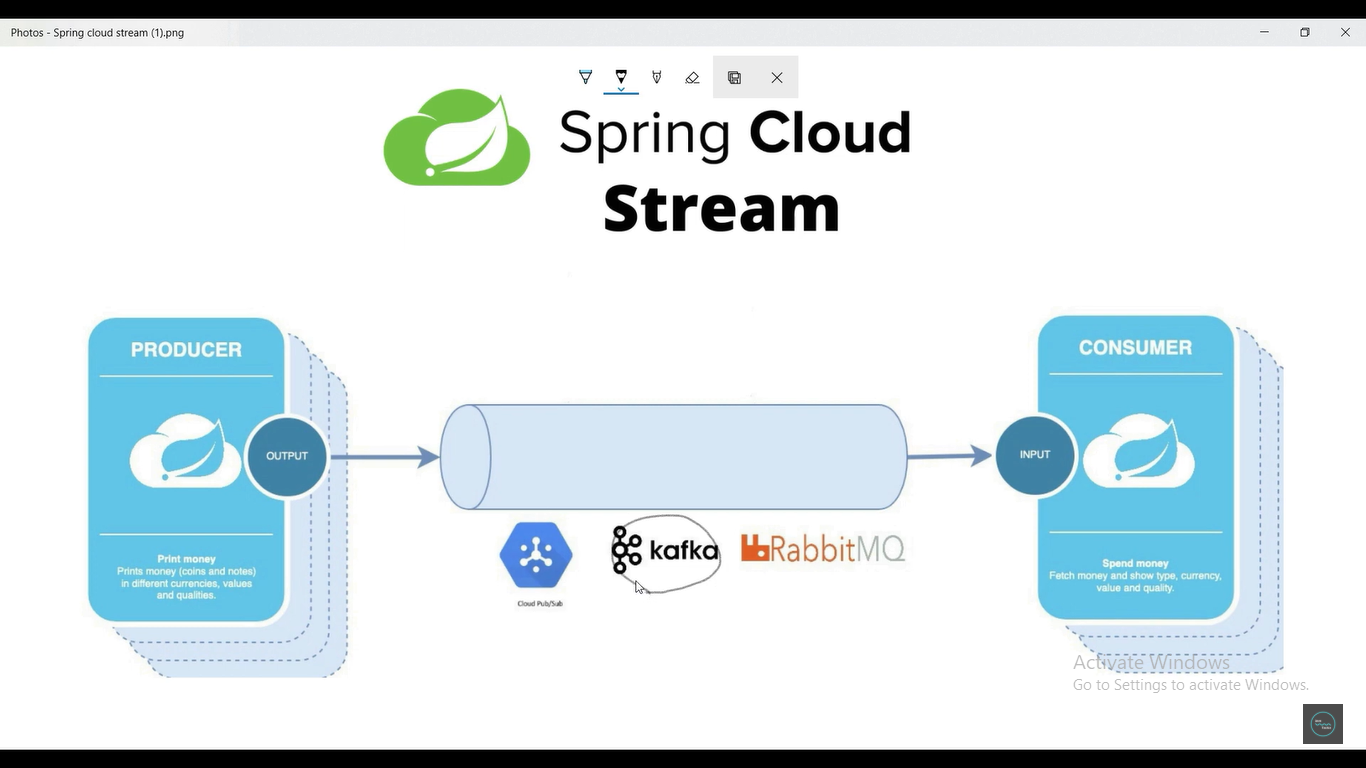 Photos - Spring cloud stream (1).png
Spring Cloud
Stream
PRODUCER
OUTPUT
Print money
Prints money (coins and notes)
in different currencies, values
and qualities.
Cloud Pub/Sub
kafka
RabbitMQ
CONSUMER
INPUT
Spend money
Fetch money and show type, currency,
value and quality.
Activate Windows
Go to Settings to activate Windows.